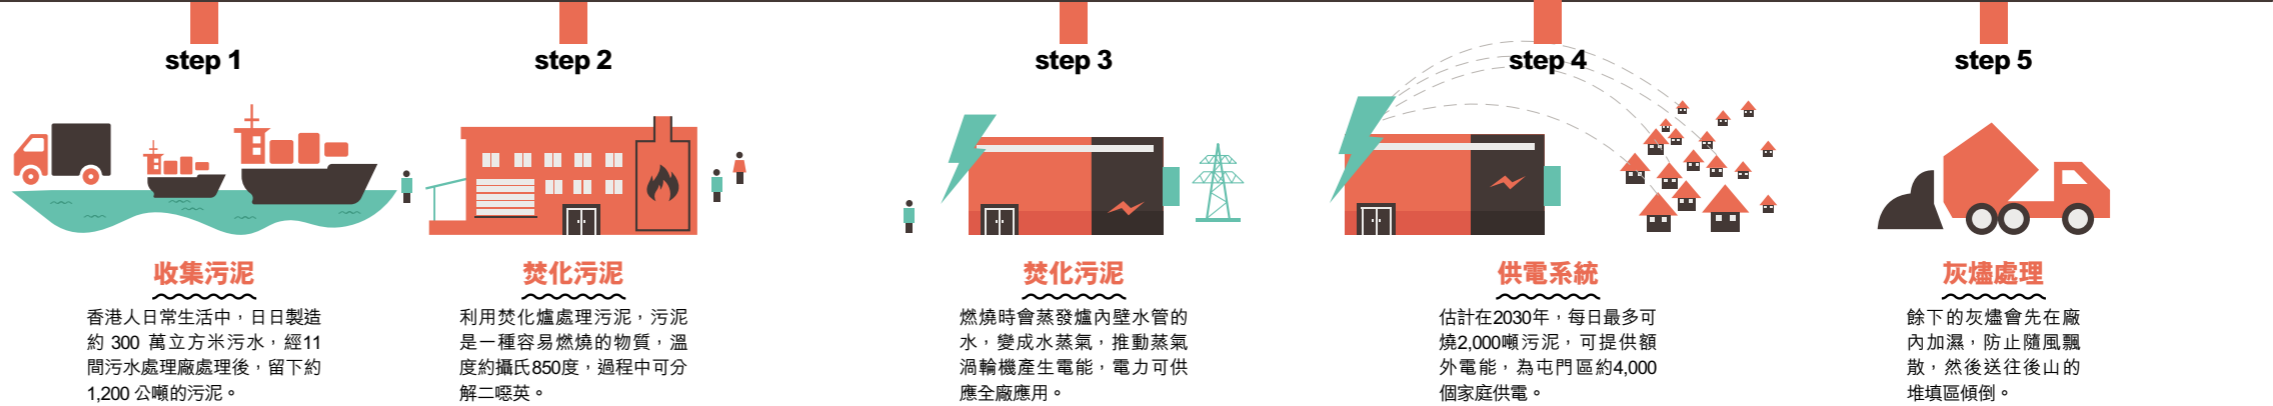 step 1
收集污泥
香港人日常生活中，日日製造
約 300 萬立方米污水，經11
間污水處理廠處理後，留下約
1,200 公噸的污泥。
step 2
焚化污泥
利用焚化爐處理污泥，污泥
是一種容易燃燒的物質，溫
度約攝氏850度，過程中可分
解二噁英。
step 3
焚化污泥
燃燒時會蒸發爐內壁水管的
水，變成水蒸氣，推動蒸氣
渦輪機產生電能，電力可供
應全廠應用。
step 4
供電系統
估計在2030年，每日最多可
燒2,000噸污泥，可提供額
外電能，為屯門區約4,000
個家庭供電。
step 5
灰燼處理
餘下的灰燼會先在廠
內加濕，防止隨風飄
散，然後送往後山的
堆填區傾倒。